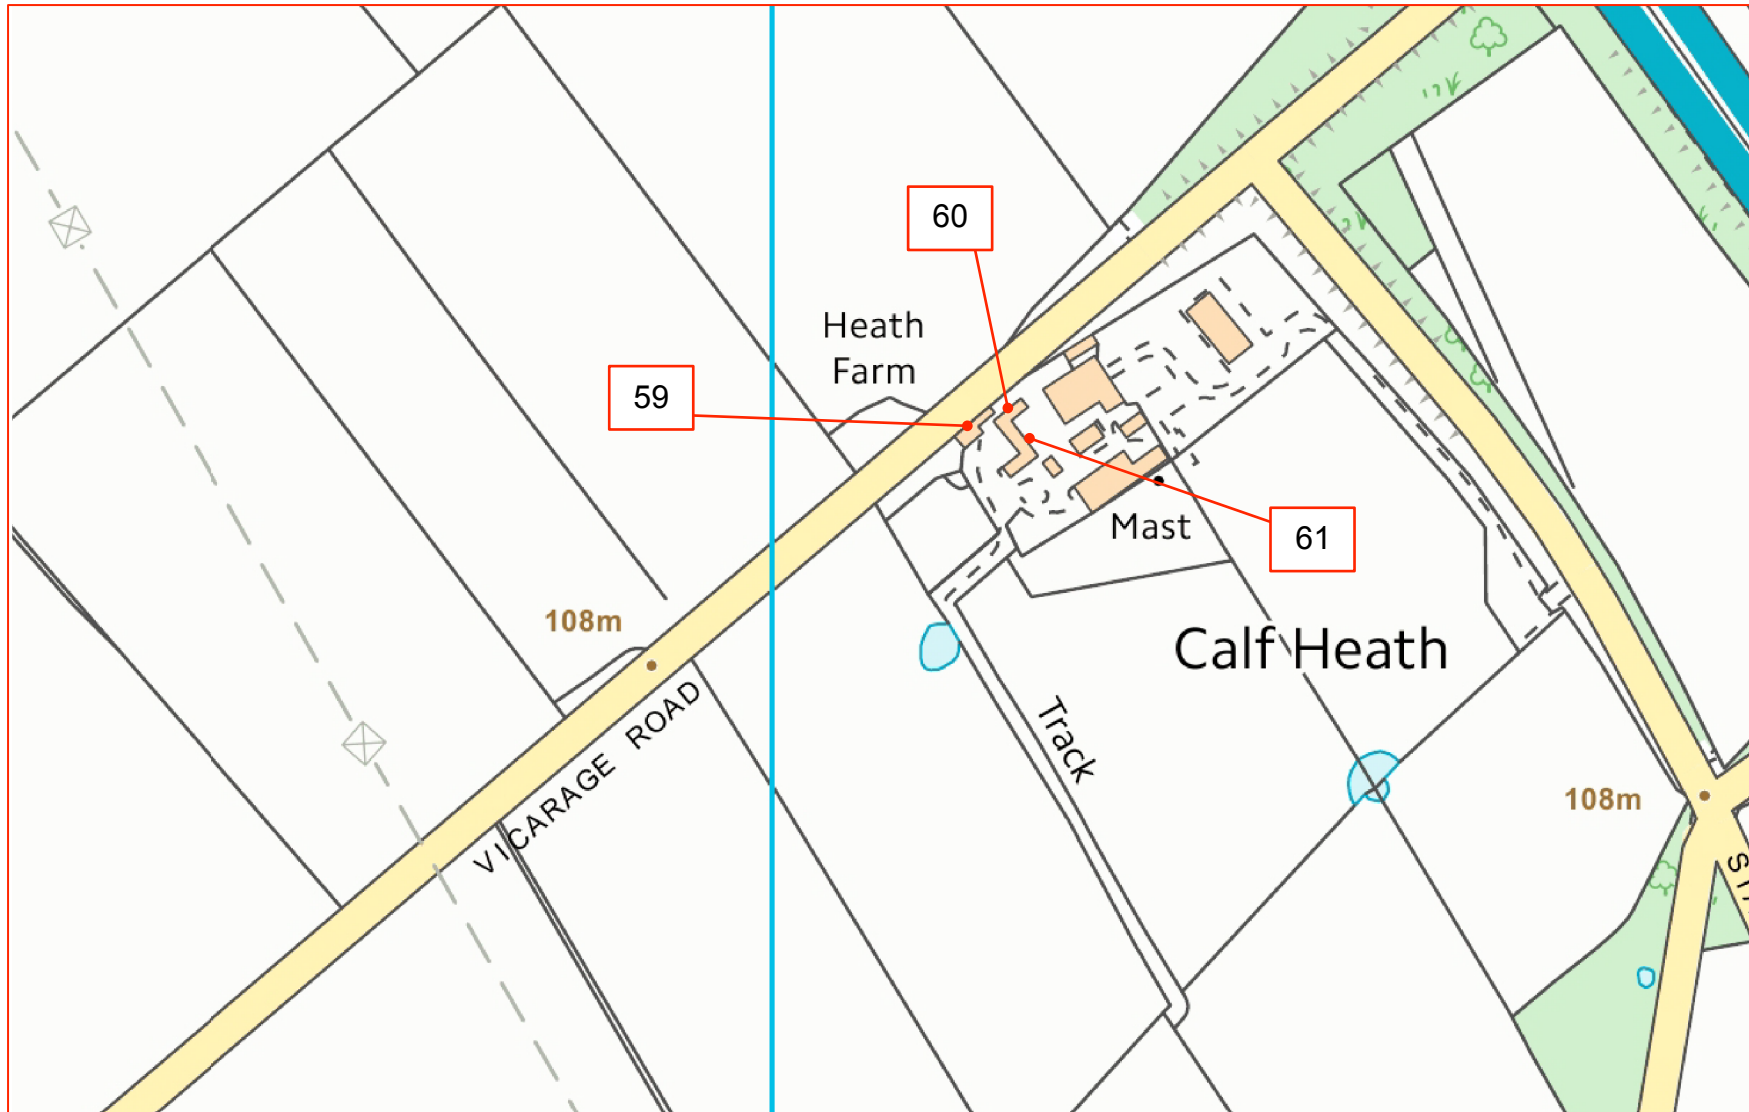 60
Heath
Farm
59
Mast
61
108m
Calf Heath
VICARAGE ROAD
Track
108m